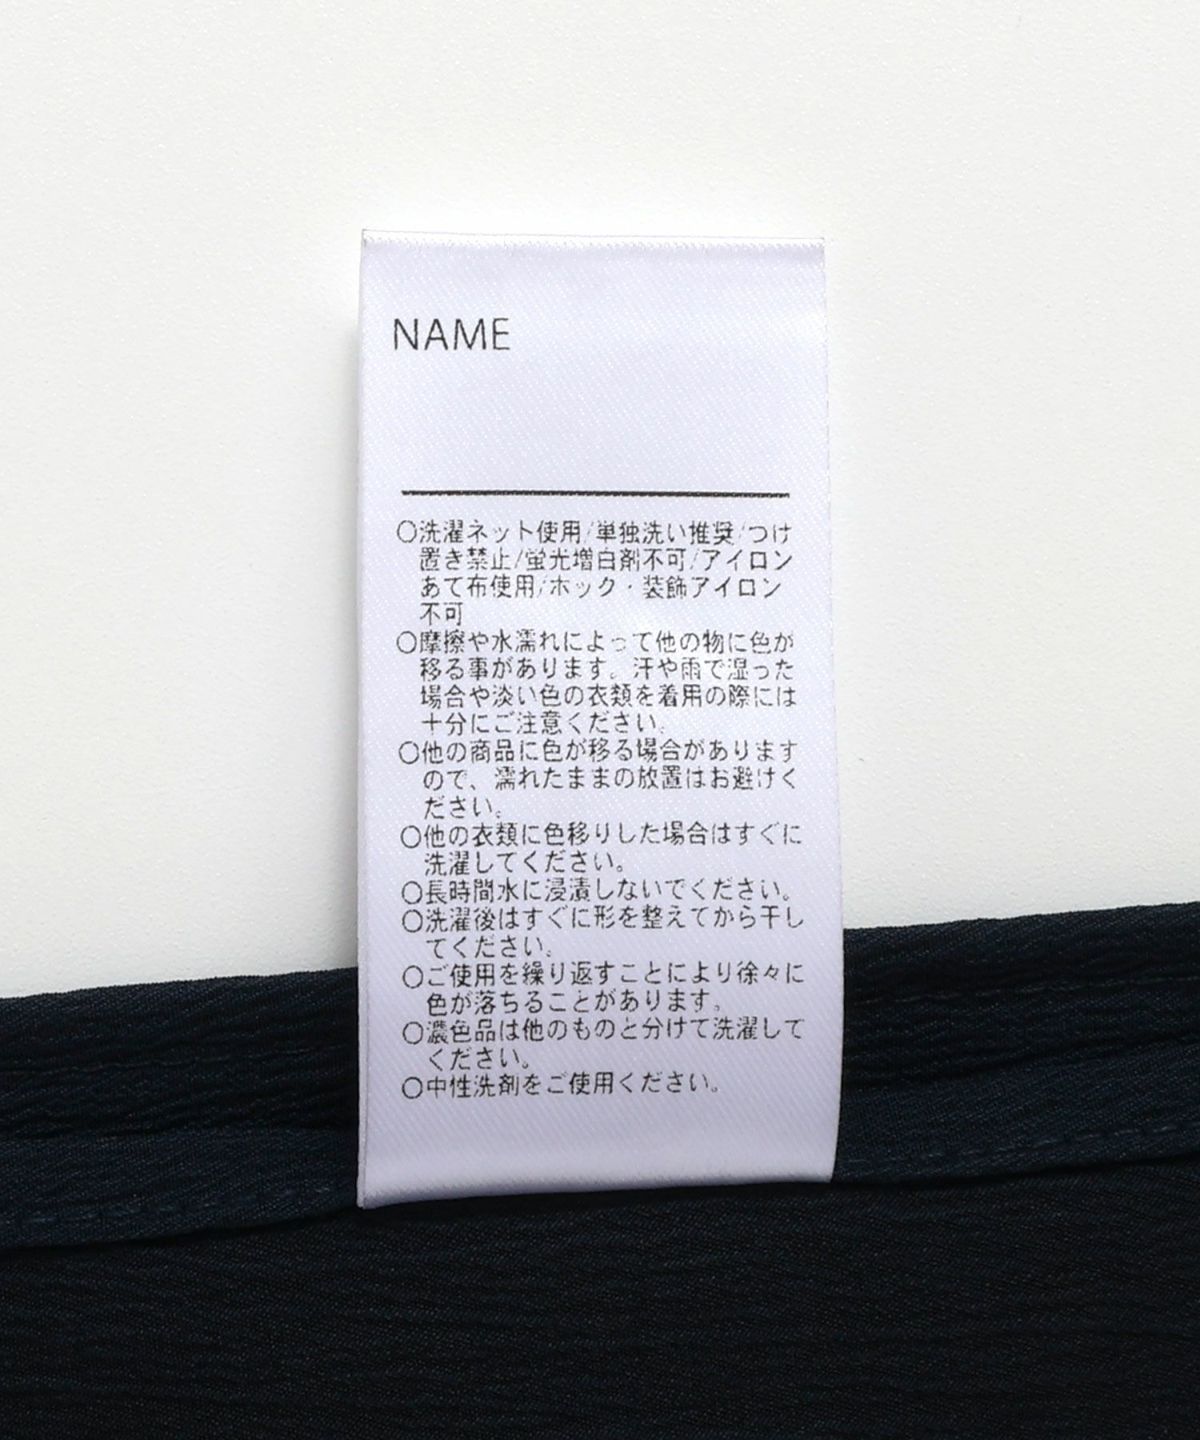 NAME
○洗濯ネット使用/単独洗い推奨/つけ
置き禁止/蛍光増白剤不可/アイロン
あて布使用/ホック・装飾アイロン
不可
○摩擦や水濡れによって他の物に色が
移る事があります。汗や雨で湿った
場合や淡い色の衣類を着用の際には
十分にご注意ください。
○他の商品に色が移る場合があります
ので、濡れたままの放置はお避けく
ださい。
○他の衣類に色移りした場合はすぐに
洗濯してください。
○長時間水に浸漬しないでください。
○洗濯後はすぐに形を整えてから干し
てください。
○ご使用を繰り返すことにより徐々に
色が落ちることがあります。
○濃色品は他のものと分けて洗濯して
ください。
○中性洗剤をご使用ください。